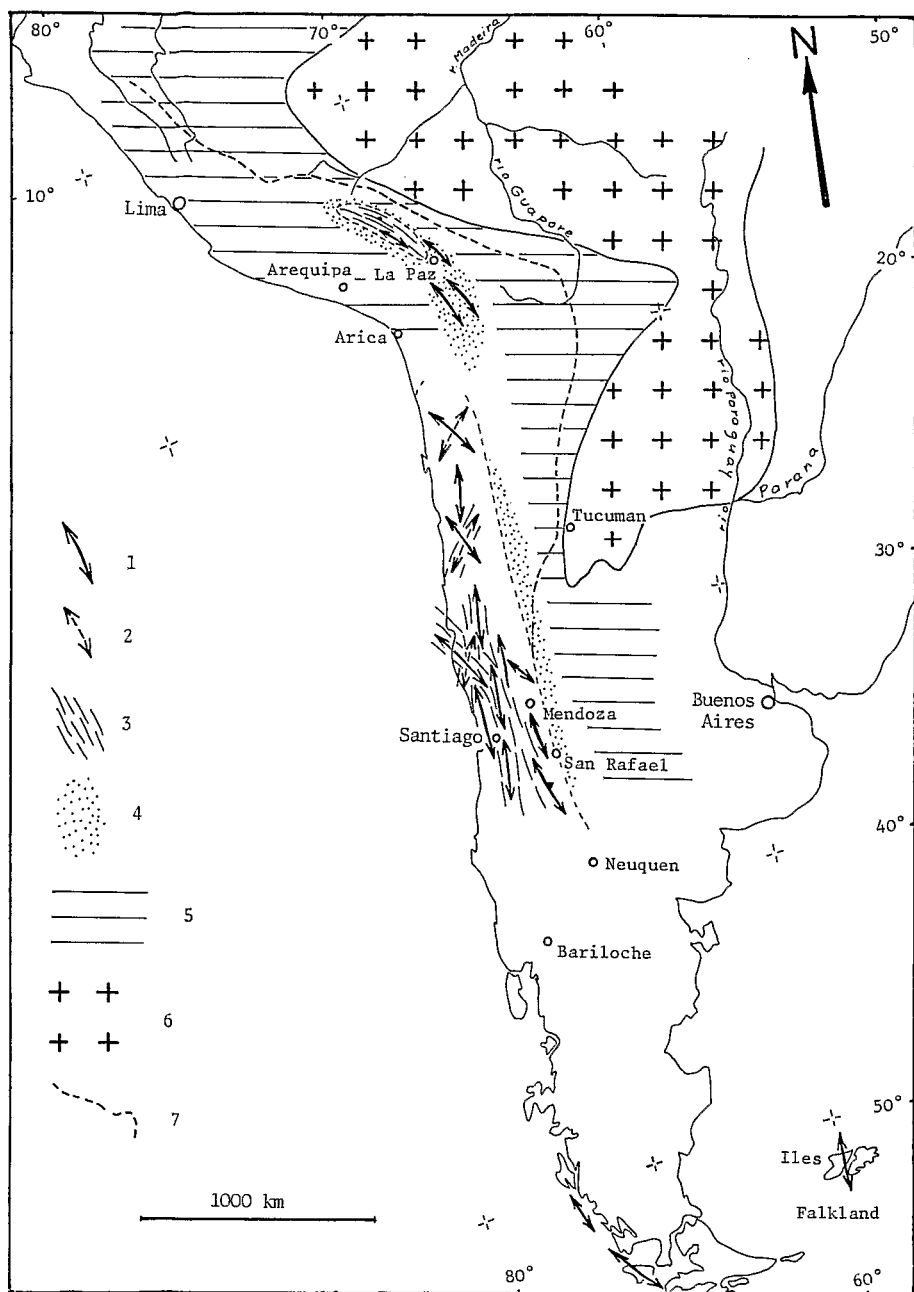 80°
70°
60°
50°
N
r. Madeira
rio Guapore
10°
Lima
20°
Arequipa
La Paz
Arica
rio paraguay
rio
Parana
Tucuman
30°
1
2
3
4
5
6
7
Mendoza
Buenos
Aires
Santiago
San Rafael
40°
Neuquen
Bariloche
50°
Iles
Falkland
1000 km
80°
60°